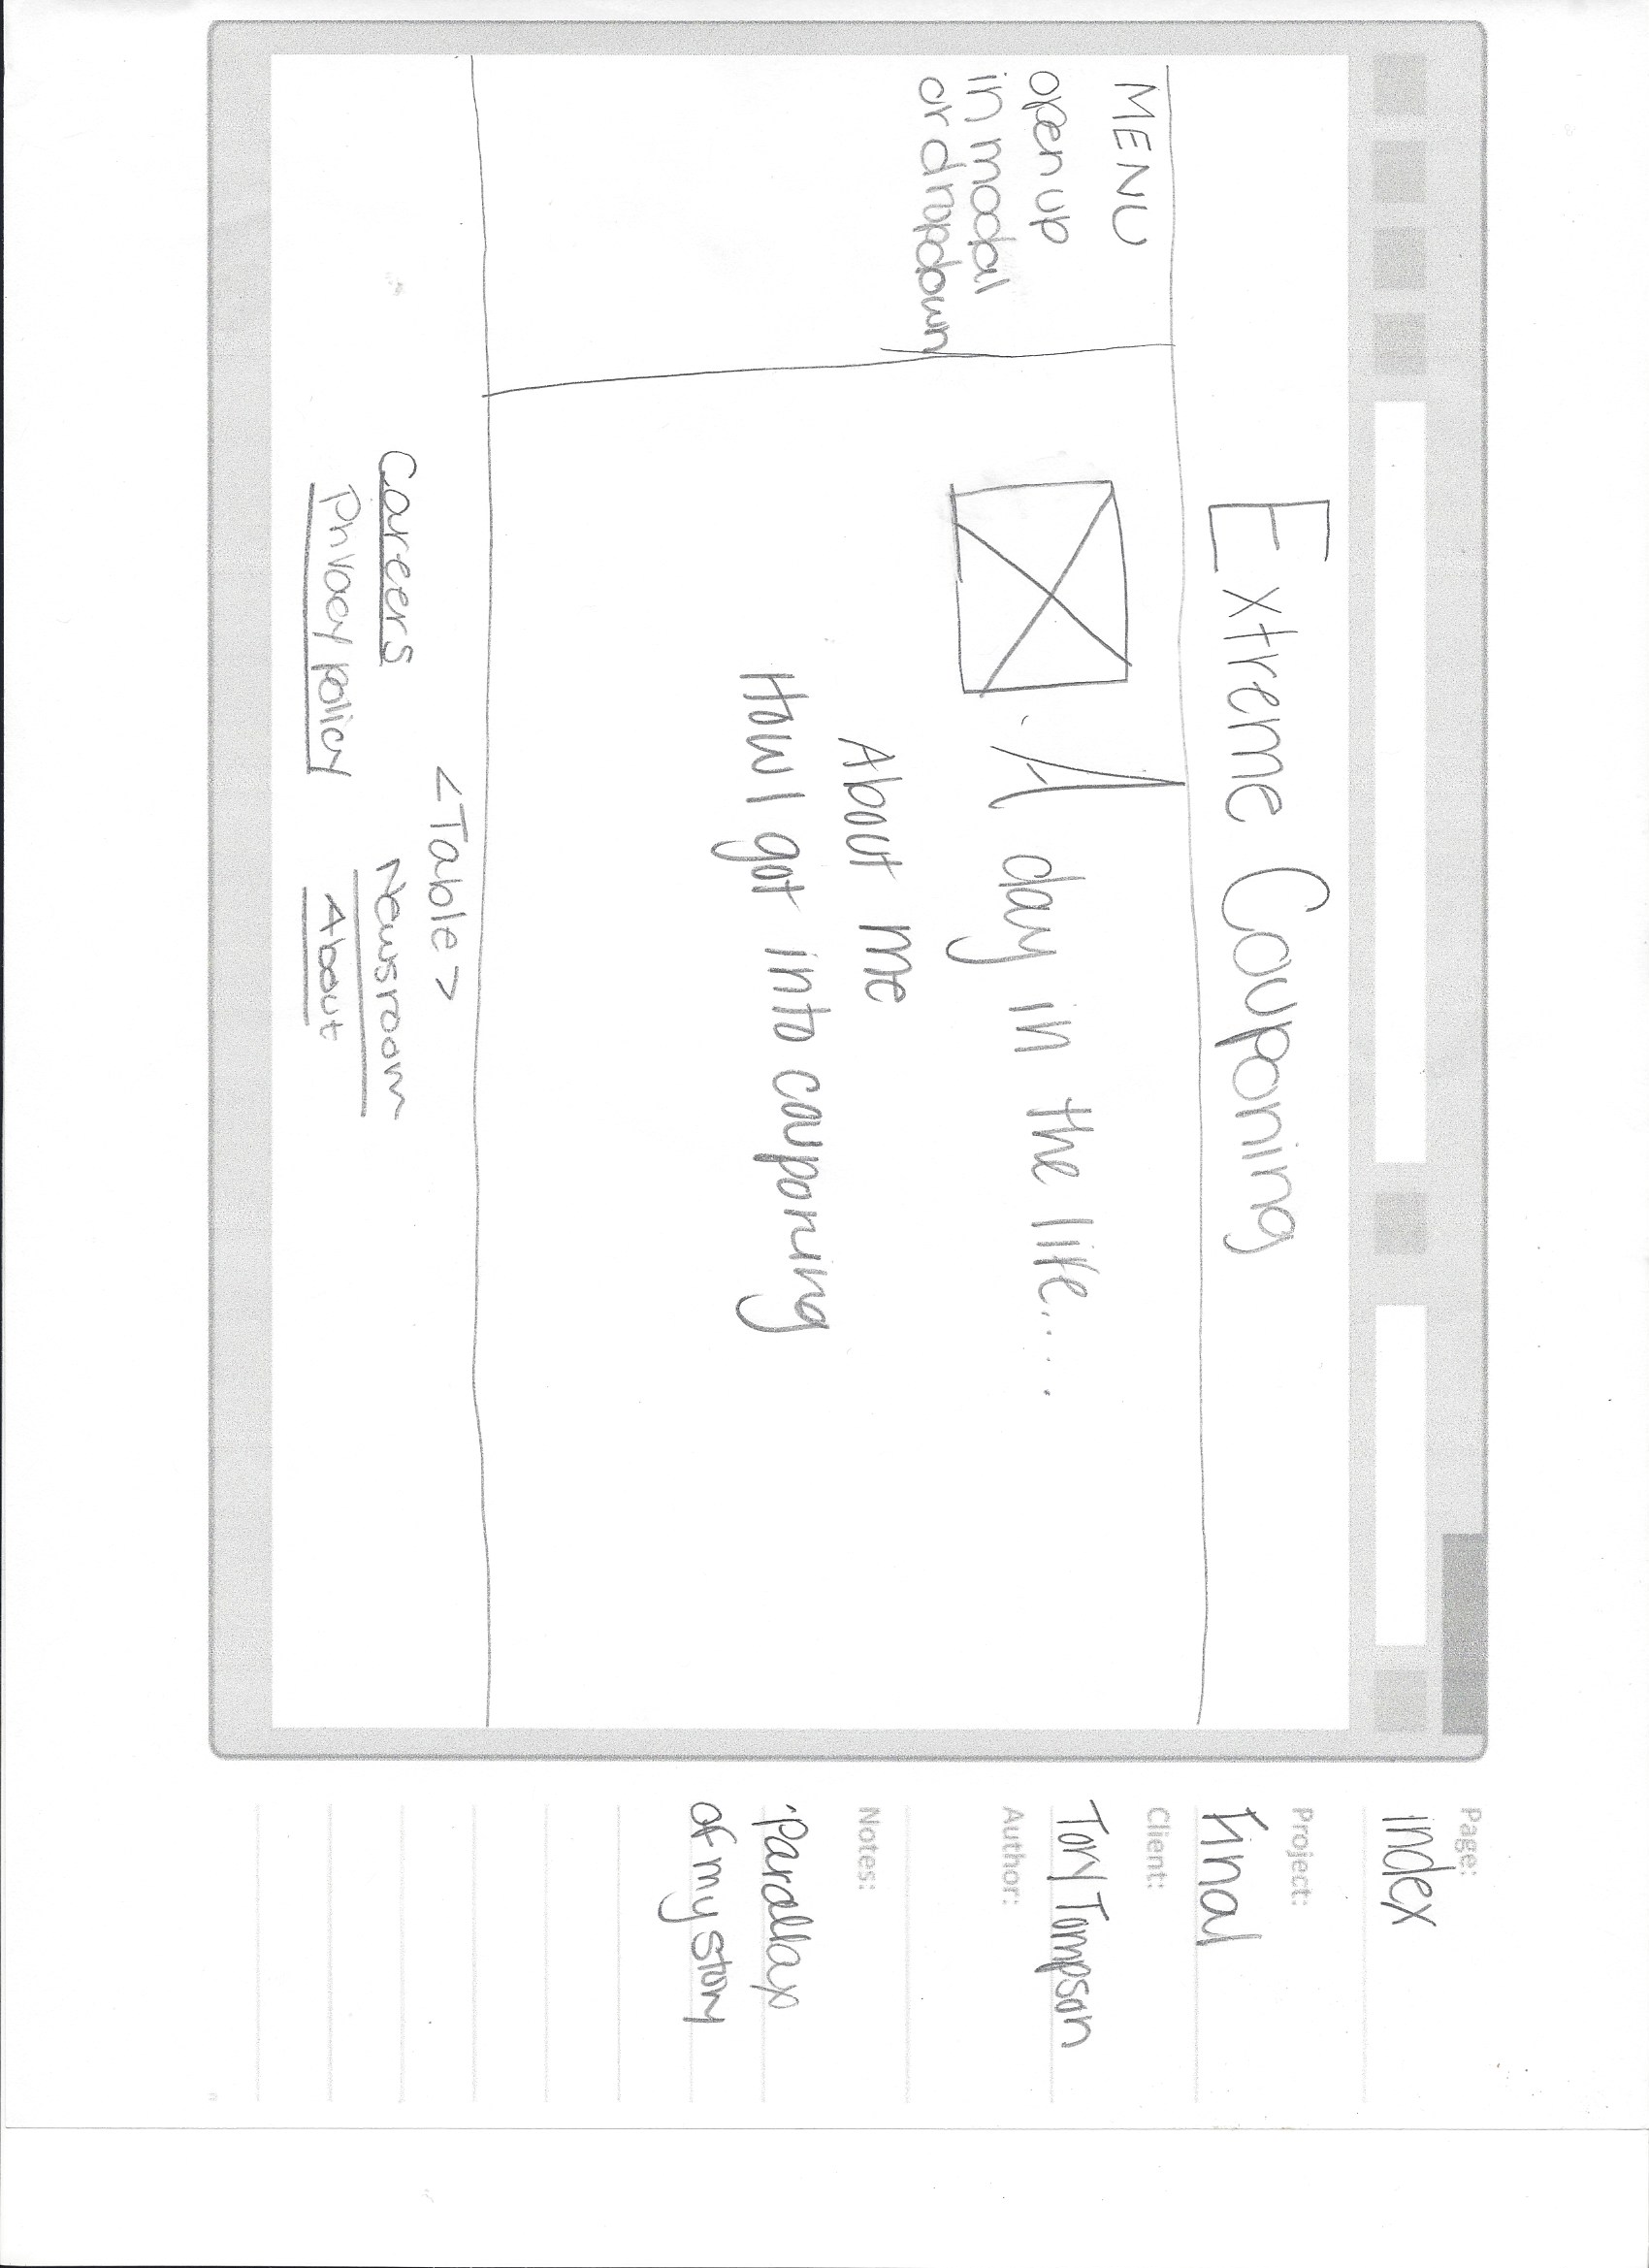 Extreme Couponing
MENU
open up
in modal
or dropdown
A day in the life.....
About me
How I got into couponing
<Table>
Careers
Newsroom
Privacy policy
About
Page:
index
Project:
Final
Client:
Tory Tompson
Author:
Notes:
·parallax
of my story